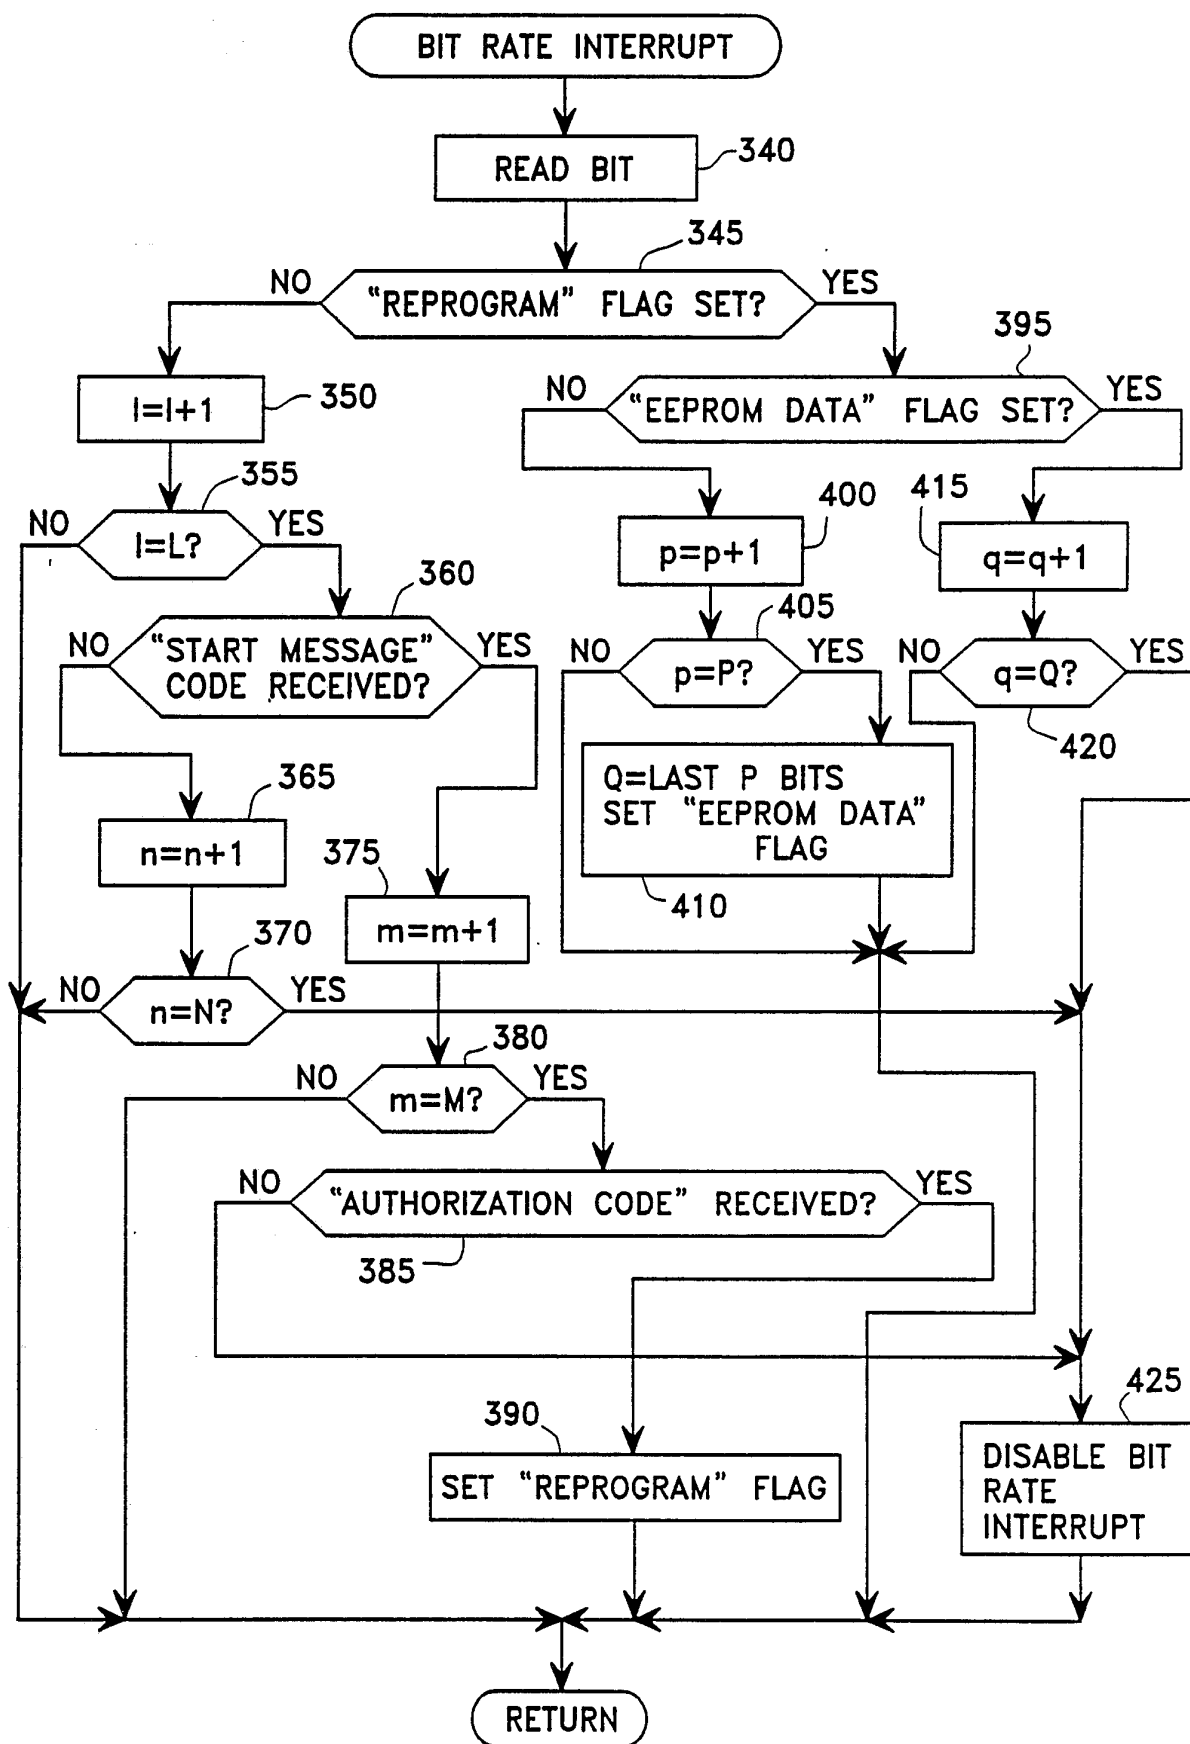 BIT RATE INTERRUPT
READ BIT
340
345
NO
"REPROGRAM" FLAG SET?
YES
395
l=l+1
350
NO
"EEPROM DATA" FLAG SET?
YES
355
NO
l=L?
YES
400
p=p+1
415
q=q+1
360
NO
"START MESSAGE"
CODE RECEIVED?
YES
405
NO
p=P?
YES
NO
q=Q?
YES
420
365
n=n+1
Q=LAST P BITS
SET "EEPROM DATA"
FLAG
410
375
m=m+1
370
NO
n=N?
YES
380
NO
m=M?
YES
NO
"AUTHORIZATION CODE" RECEIVED?
YES
385
390
SET "REPROGRAM" FLAG
425
DISABLE BIT
RATE
INTERRUPT
RETURN